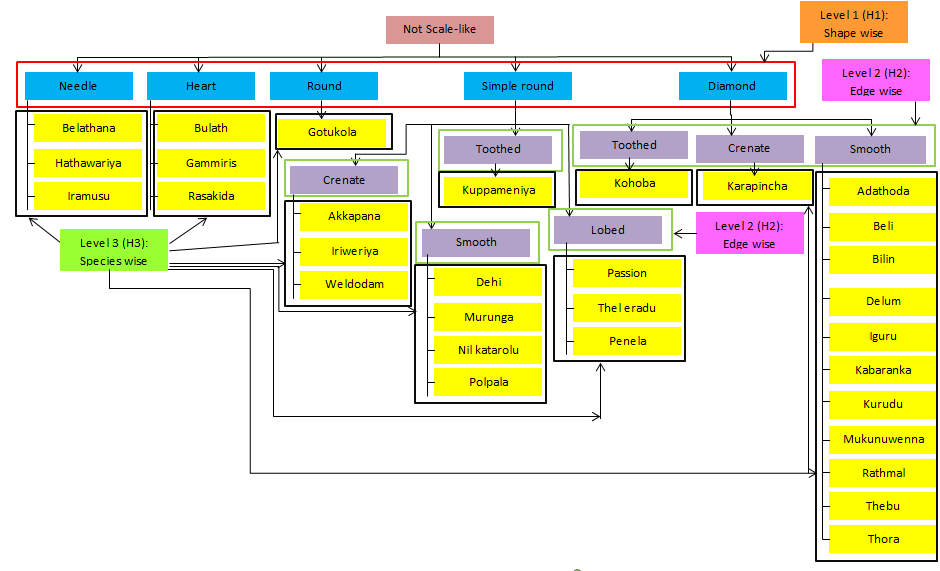 Not Scale-like
Level 1 (H1):
Shape wise
Needle
Heart
Round
Simple round
Diamond
Level 2 (H2):
Edge wise
Belathana
Hathawariya
Iramusu
Bulath
Gammiris
Rasakida
Gotukola
Crenate
Akkapana
Iriweriya
Weldodam
Toothed
Kuppameniya
Smooth
Dehi
Murunga
Nil katarolu
Polpala
Lobed
Passion
Thel eradu
Penela
Level 2 (H2):
Edge wise
Toothed
Kohoba
Crenate
Karapincha
Smooth
Adathoda
Beli
Bilin
Delum
Iguru
Kabaranka
Kurudu
Mukunuwenna
Rathmal
Thebu
Thora
Level 3 (H3):
Species wise